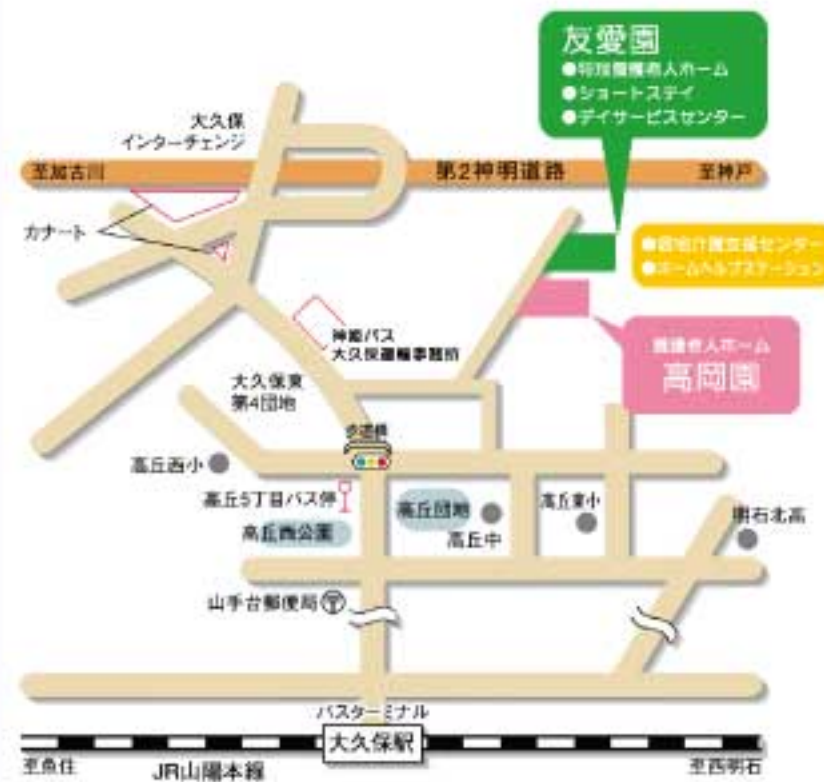 友愛園
●特別養護老人ホーム
●ショートステイ
●デイサービスセンター
大久保
インターチェンジ
至加古川
第2神明道路
至神戸
カナート
●在宅介護支援センター
●ホームヘルプステーション
神姫バス
大久保運輸事務所
養護老人ホーム
高岡園
大久保東
第4団地
歩道橋
高丘西小
高丘5丁目バス停
高丘団地
高丘東小
高丘西公園
高丘中
明石北高
山手台郵便局
バスターミナル
大久保駅
至魚住
JR山陽本線
至西明石